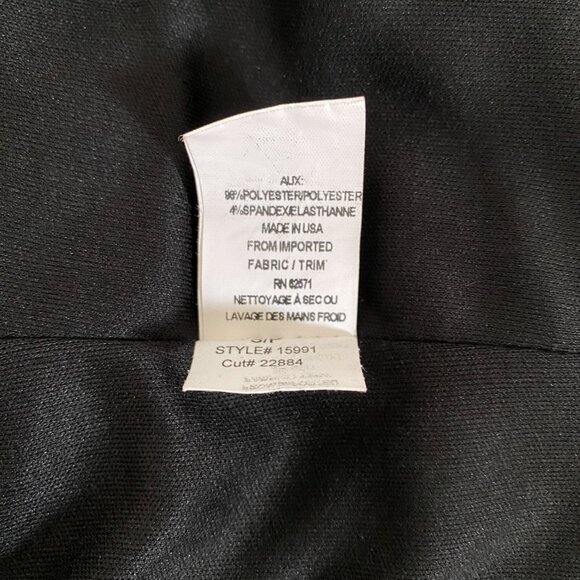 AUX:
96%POLYESTER/POLYESTER
4%SPANDEX/ELASTHANNE
MADE IN USA
FROM IMPORTED
FABRIC / TRIM
RN 62571
NETTOYAGE À SEC OU
LAVAGE DES MAINS FROID
S/P
STYLE# 15991
Cut# 22884